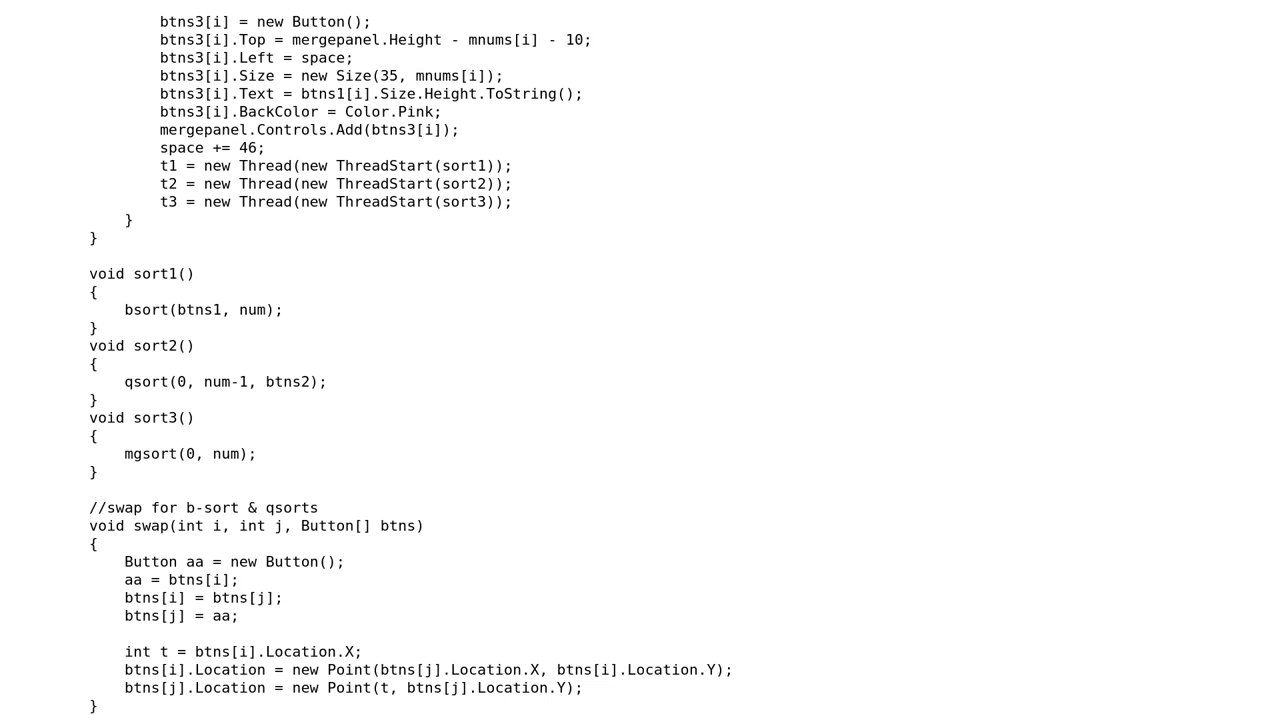 btns3[i] = new Button();
btns3[i].Top = mergepanel.Height - mnums[i] - 10;
btns3[i].Left = space;
btns3[i].Size = new Size(35, mnums[i]);
btns3[i].Text = btns1[i].Size.Height.ToString();
btns3[i].BackColor = Color.Pink;
mergepanel.Controls.Add(btns3[i]);
space += 46;
t1 = new Thread(new ThreadStart(sort1));
t2 = new Thread(new ThreadStart(sort2));
t3 = new Thread(new ThreadStart(sort3));
}
}
void sort1()
{
bsort(btns1, num);
}
void sort2()
{
qsort(0, num-1, btns2);
}
void sort3()
{
mgsort(0, num);
}
//swap for b-sort & qsorts
void swap(int i, int j, Button[] btns)
{
Button aa = new Button();
aa = btns[i];
btns[i] = btns[j];
btns[j] = aa;
int t = btns[i].Location.X;
btns[i].Location = new Point(btns[j].Location.X, btns[i].Location.Y);
btns[j].Location = new Point(t, btns[j].Location.Y);
}